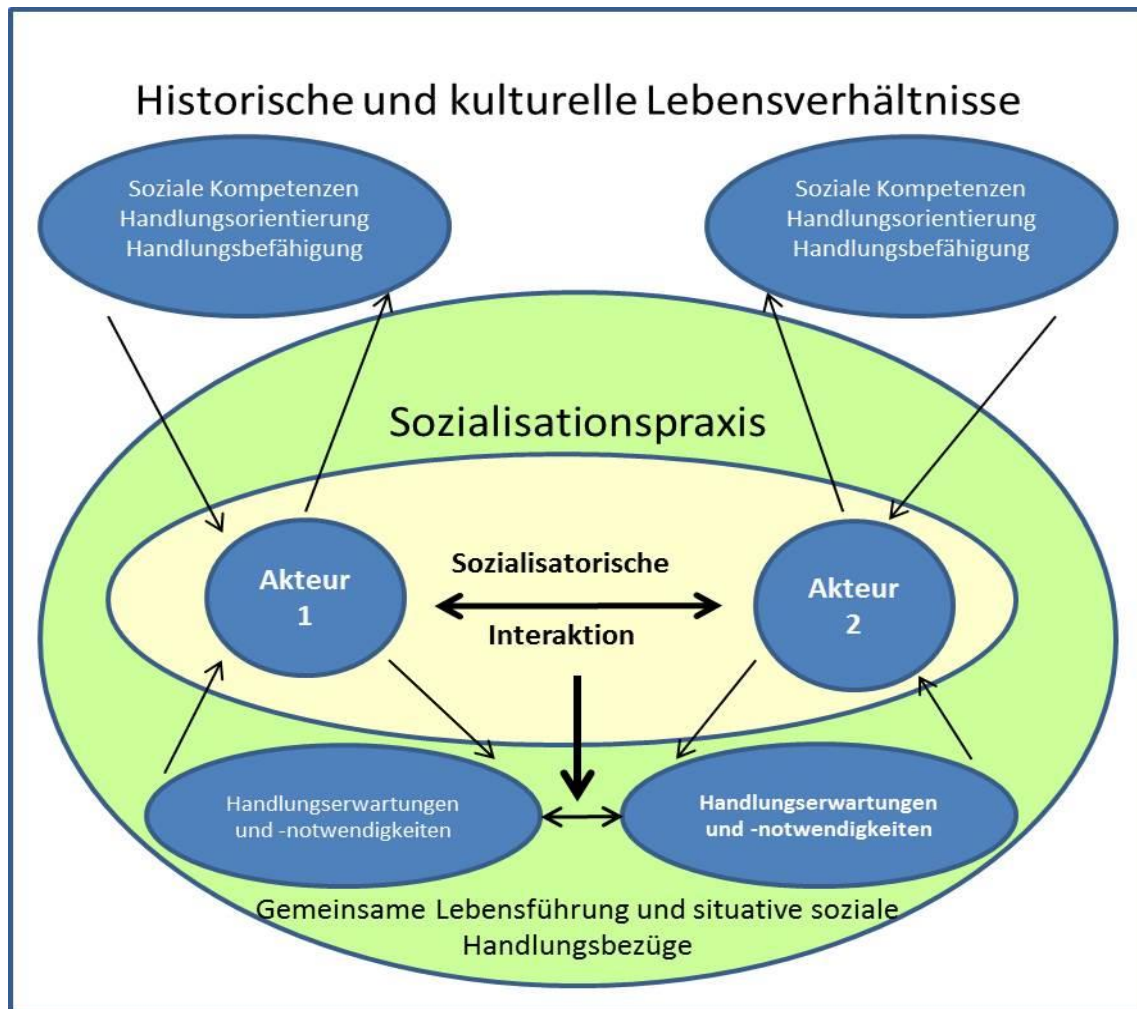 Historische und kulturelle Lebensverhältnisse
Soziale Kompetenzen
Handlungsorientierung
Handlungsbefähigung
Soziale Kompetenzen
Handlungsorientierung
Handlungsbefähigung
Sozialisationspraxis
Akteur
1
Sozialisatorische
Interaktion
Akteur
2
Handlungserwartungen
und -notwendigkeiten
Handlungserwartungen
und -notwendigkeiten
Gemeinsame Lebensführung und situative soziale
Handlungsbezüge